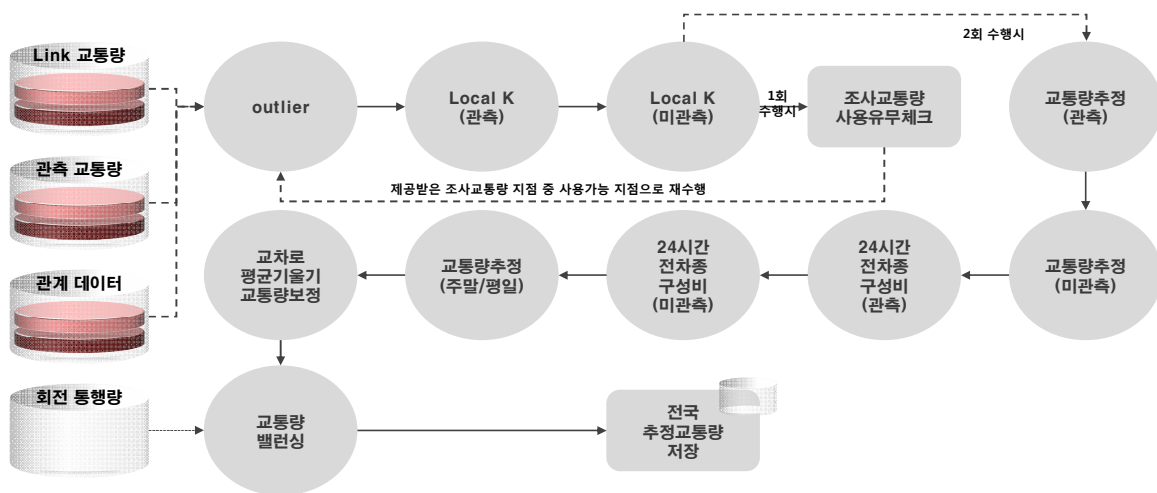 Link 교통량
2회 수행시
outlier
Local K
(관측)
Local K
(미관측)
1회
수행시
조사교통량
사용유무체크
교통량추정
(관측)
관측 교통량
제공받은 조사교통량 지점 중 사용가능 지점으로 재수행
관계 데이터
교차로
평균기울기
교통량보정
교통량추정
(주말/평일)
24시간
전차종
구성비
(미관측)
24시간
전차종
구성비
(관측)
교통량추정
(미관측)
회전 통행량
교통량
밸런싱
전국
추정교통량
저장